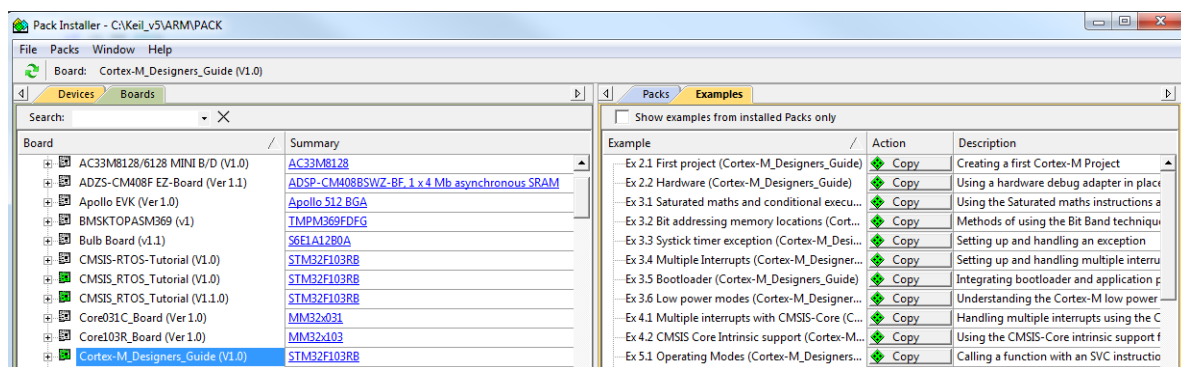 Pack Installer - C:\Keil_v5\ARM\PACK
File Packs Window Help
Board: Cortex-M_Designers_Guide (V1.0)
Devices Boards
Search:
Board Summary
AC33M8128/6128 MINI B/D (V1.0) AC33M8128
ADZS-CM408F EZ-Board (Ver 1.1) ADSP-CM408BSWZ-BF, 1 x 4 Mb asynchronous SRAM
Apollo EVK (Ver 1.0) Apollo 512 BGA
BMSKTOPASM369 (v1) TMPM369FDFG
Bulb Board (v1.1) S6E1A12B0A
CMSIS-RTOS-Tutorial (V1.0) STM32F103RB
CMSIS_RTOS_Tutorial (V1.0) STM32F103RB
CMSIS_RTOS_Tutorial (V1.1.0) STM32F103RB
Core031C_Board (Ver 1.0) MM32x031
Core103R_Board (Ver 1.0) MM32x103
Cortex-M_Designers_Guide (V1.0) STM32F103RB
Packs Examples
Show examples from installed Packs only
Example Action Description
Ex 2.1 First project (Cortex-M_Designers_Guide) Copy Creating a first Cortex-M Project
Ex 2.2 Hardware (Cortex-M_Designers_Guide) Copy Using a hardware debug adapter in place
Ex 3.1 Saturated maths and conditional execu... Copy Using the Saturated maths instructions a
Ex 3.2 Bit addressing memory locations (Cort... Copy Methods of using the Bit Band technique
Ex 3.3 Systick timer exception (Cortex-M_Desi... Copy Setting up and handling an exception
Ex 3.4 Multiple Interrupts (Cortex-M_Designer... Copy Setting up and handling multiple interru
Ex 3.5 Bootloader (Cortex-M_Designers_Guide) Copy Integrating bootloader and application p
Ex 3.6 Low power modes (Cortex-M_Designer... Copy Understanding the Cortex-M low power
Ex 4.1 Multiple interrupts with CMSIS-Core (C... Copy Handling multiple interrupts using the C
Ex 4.2 CMSIS Core Intrinsic support (Cortex-M... Copy Using the CMSIS-Core intrinsic support f
Ex 5.1 Operating Modes (Cortex-M_Designers... Copy Calling a function with an SVC instructio